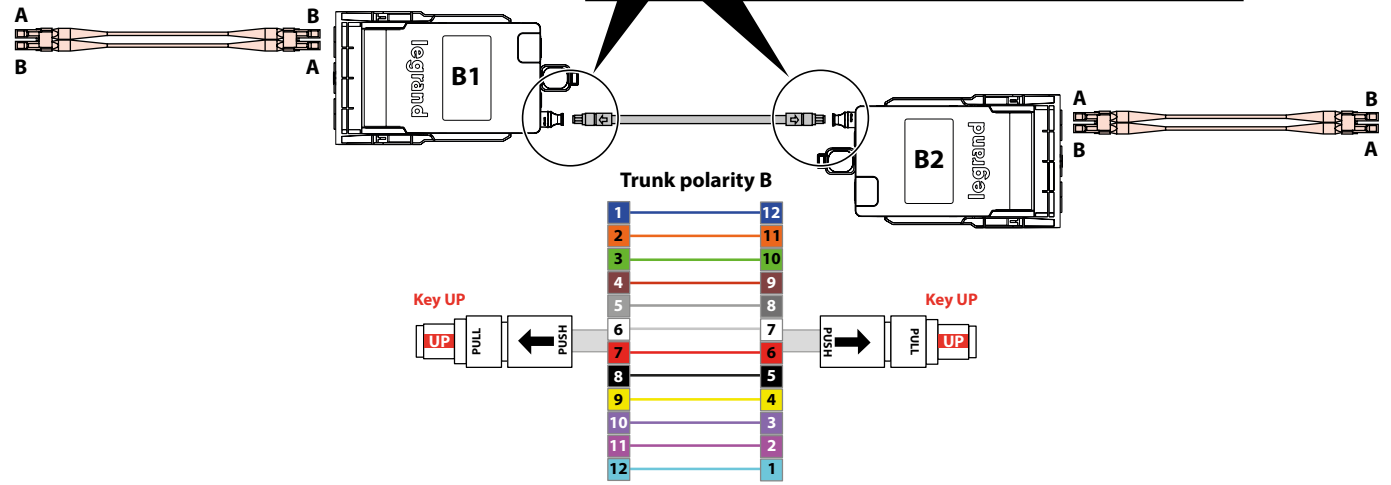 A B
B A
legrand
B1
A B
B A
B2
legrand
Trunk polarity B
1 12
2 11
3 10
4 9
5 8
6 7
7 6
8 5
9 4
10 3
11 2
12 1
Key UP
UP PULL PUSH
Key UP
PUSH PULL UP